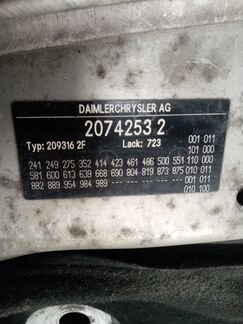 DAIMLERCHRYSLER AG
2074253 2
Typ: 209316 2F Lack: 723
001 011
101 000
241 249 275 352 414 423 461 486 500 551 110 000
581 600 613 639 668 690 804 819 873 875 010 011
882 889 954 984 989 --- --- --- --- --- 001 011
010 100